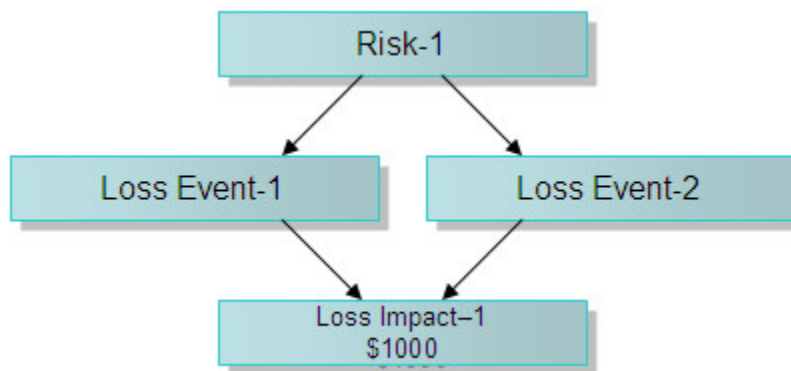 Risk-1
Loss Event-1
Loss Event-2
Loss Impact–1
$1000